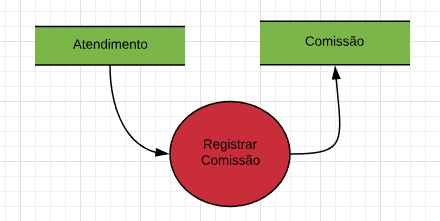 Atendimento
Comissão
Registrar
Comissão